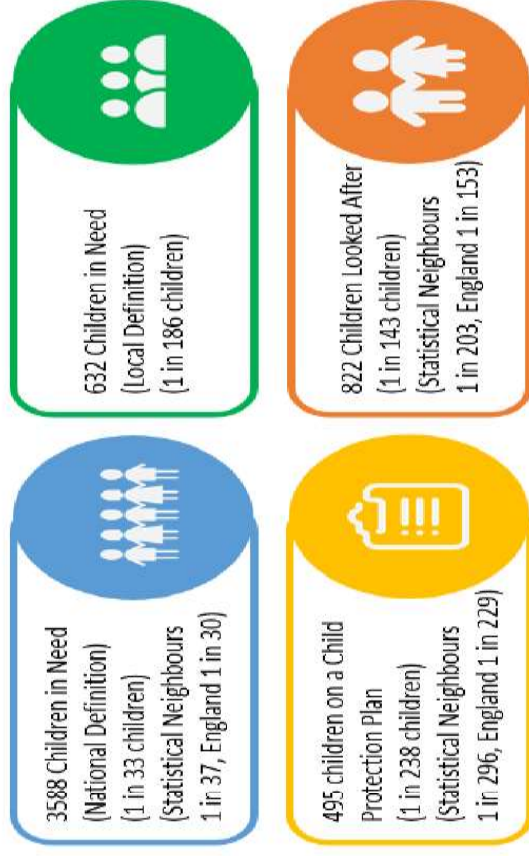 3588 Children in Need
(National Definition)
(1 in 33 children)
(Statistical Neighbours
1 in 37, England 1 in 30)
632 Children in Need
(Local Definition)
(1 in 186 children)
495 children on a Child
Protection Plan
(1 in 238 children)
(Statistical Neighbours
1 in 296, England 1 in 229)
822 Children Looked After
(1 in 143 children)
(Statistical Neighbours
1 in 203, England 1 in 153)